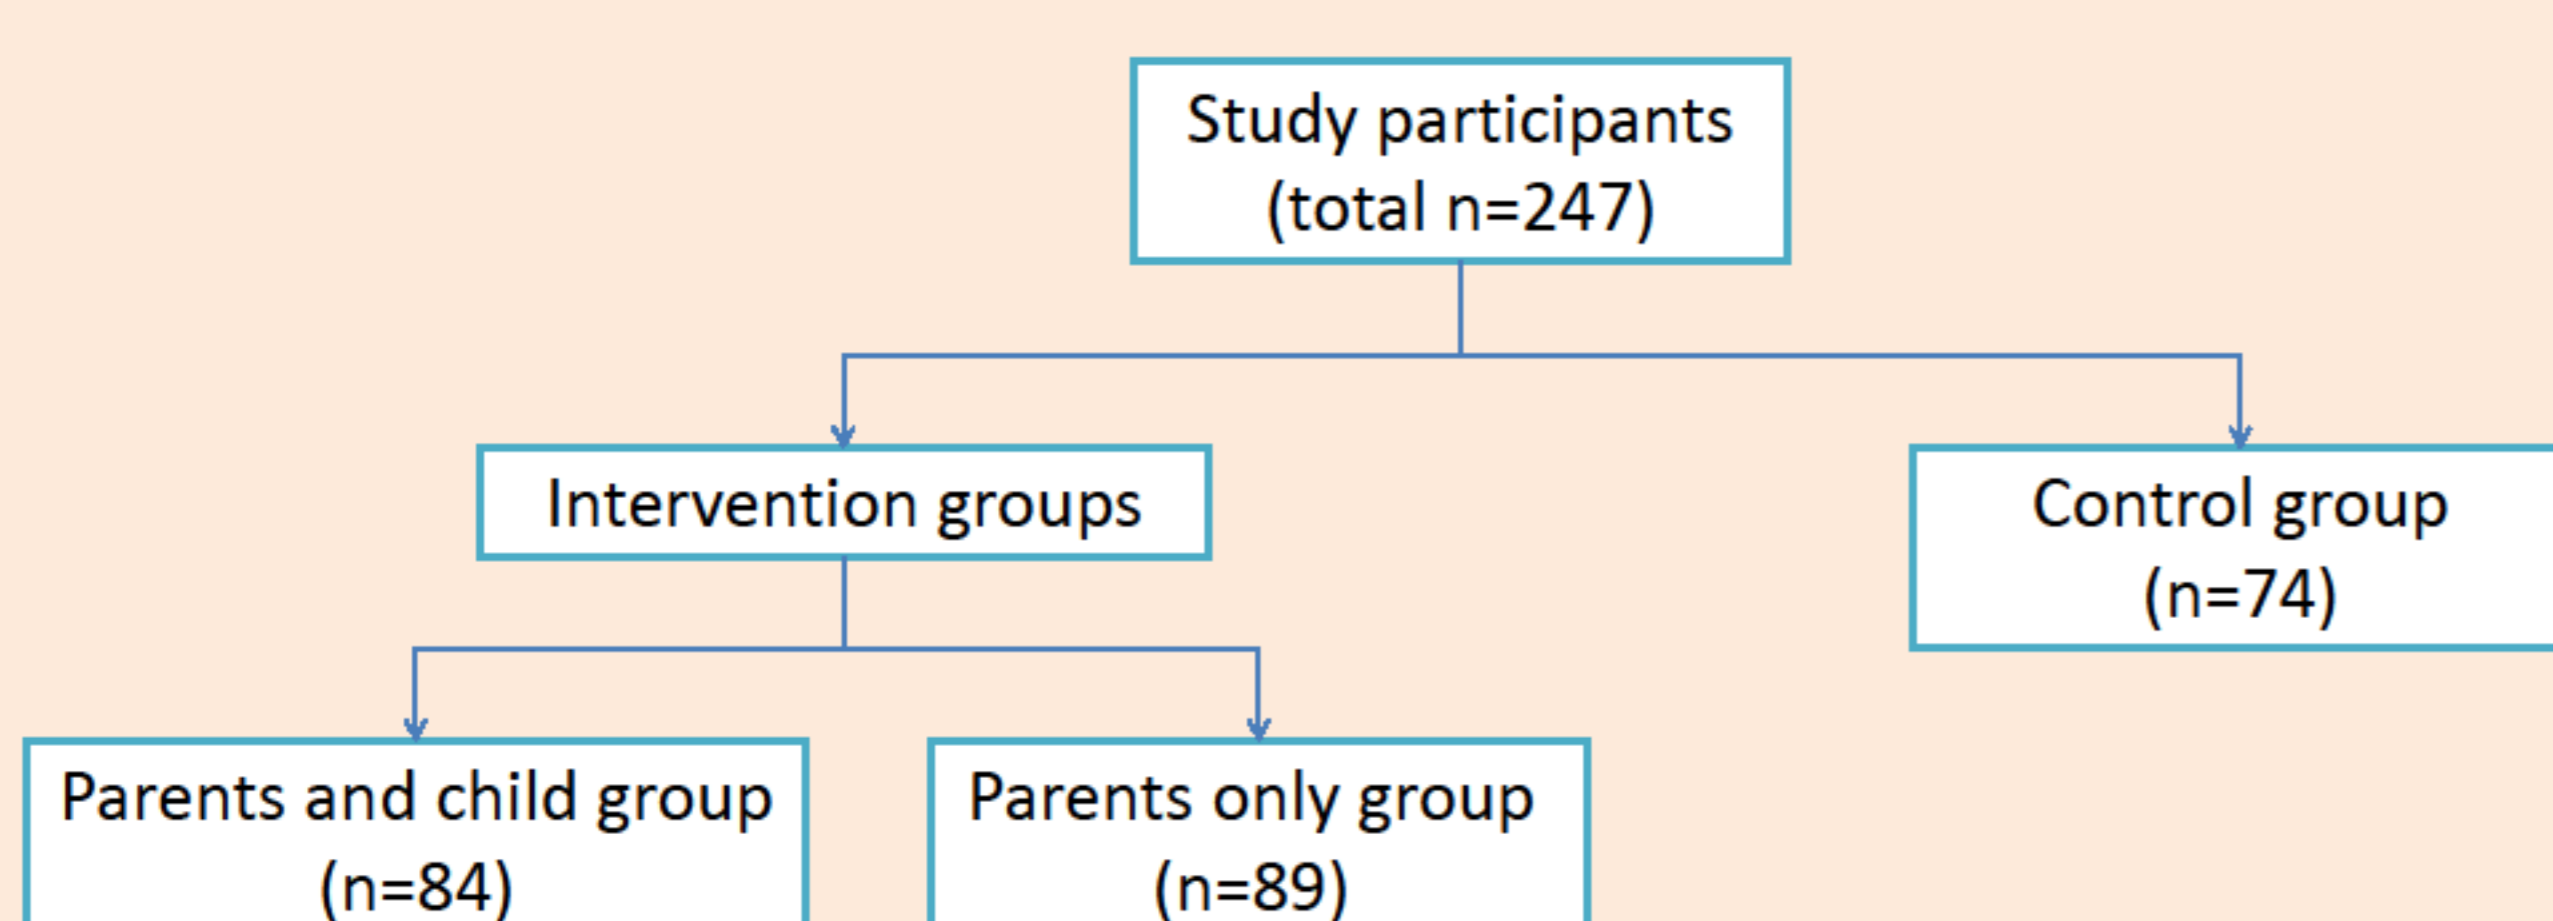 Study participants
(total n=247)
Intervention groups
Control group
(n=74)
Parents and child group
(n=84)
Parents only group
(n=89)